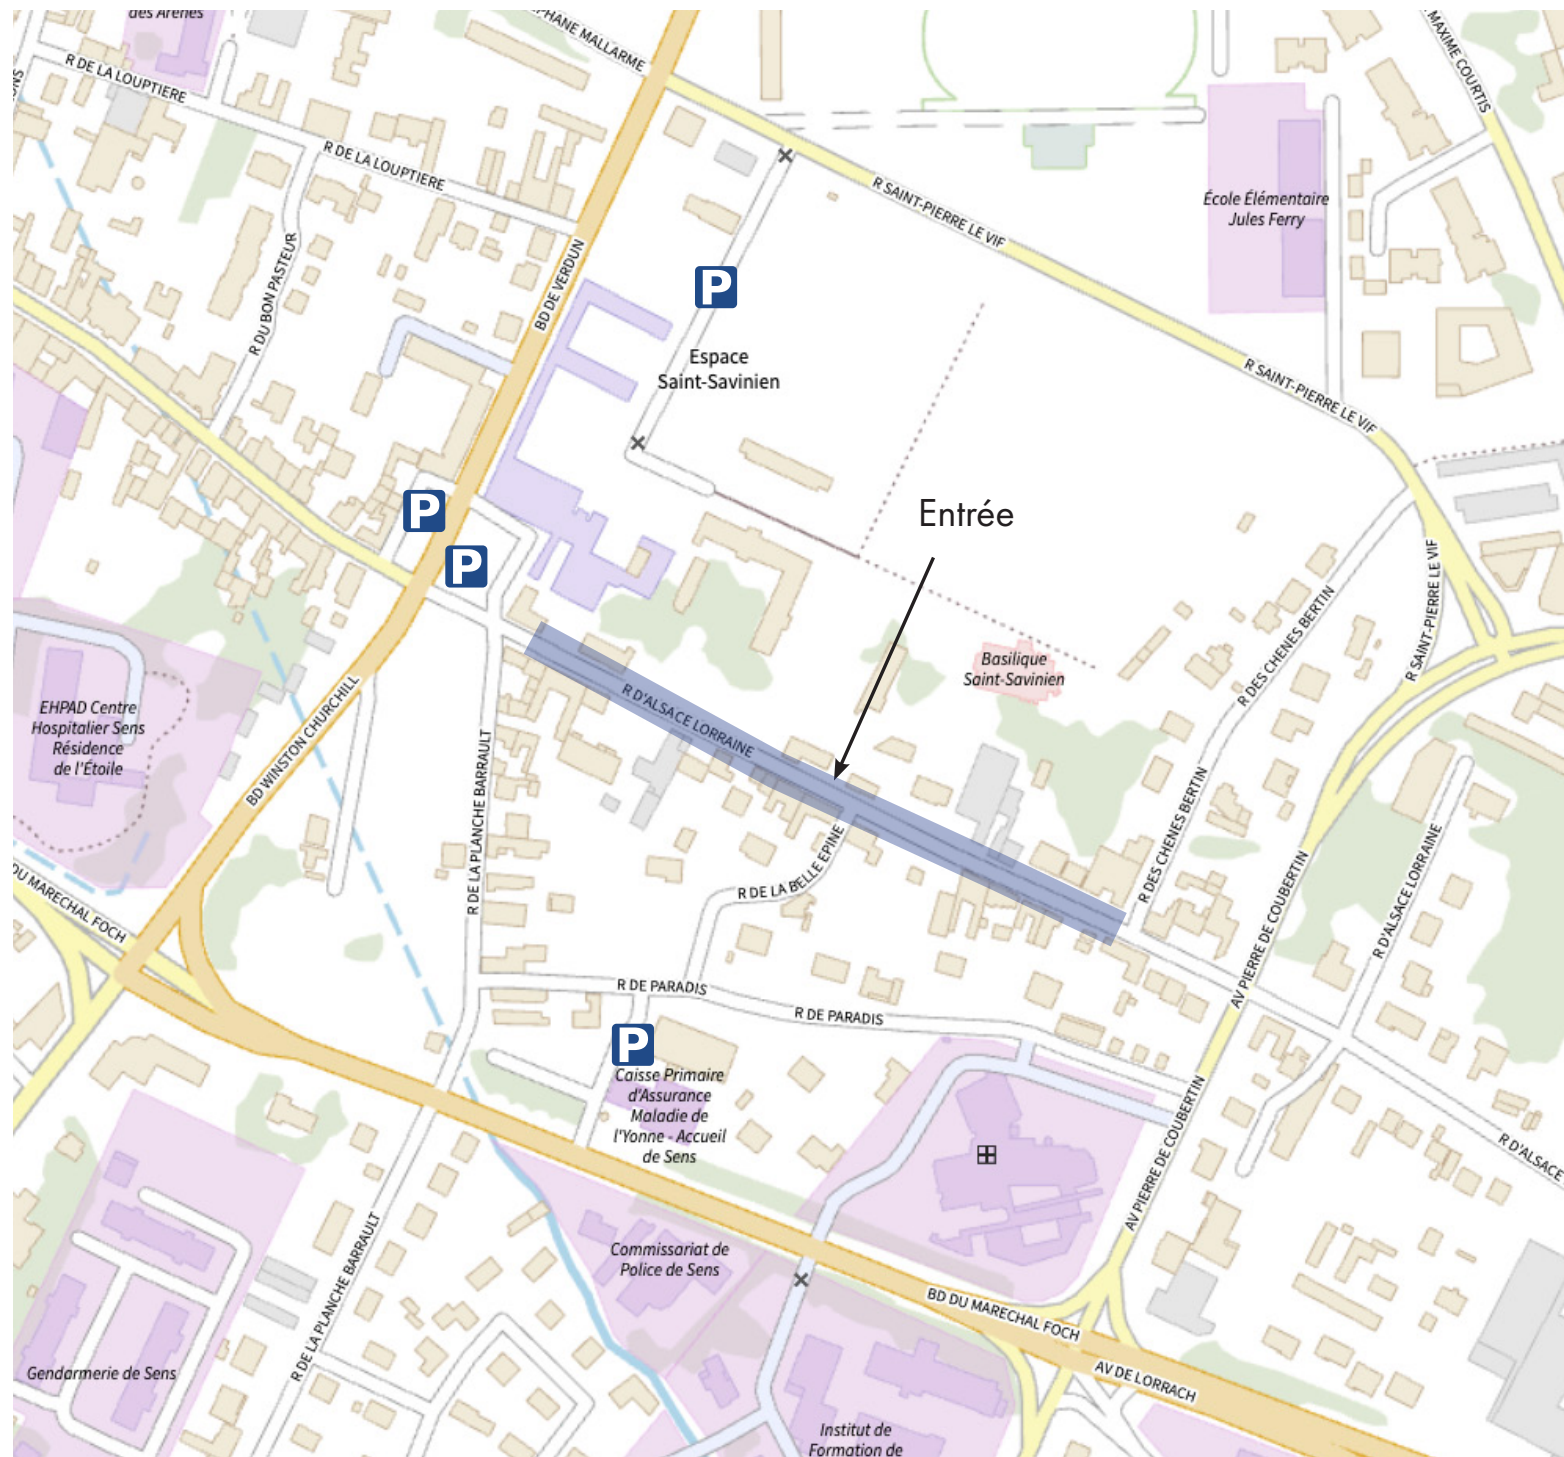 des Arènes
PHANE MALLARME
MAXIME COURTIS
R DE LA LOUPTIERE
ONS
R DE LA LOUPTIERE
R SAINT-PIERRE LE VIF
École Élémentaire
Jules Ferry
R DU BON PASTEUR
BD DE VERDUN
P
Espace
Saint-Savinien
R SAINT-PIERRE LE VIF
P
P
Entrée
R SAINT-PIERRE LE VIF
R DES CHENES BERTIN
Basilique
Saint-Savinien
R D'ALSACE LORRAINE
EHPAD Centre
Hospitalier Sens
Résidence
de l'Étoile
BD WINSTON CHURCHILL
R DE LA PLANCHE BARRAULT
R DES CHENES BERTIN
R DE LA BELLE EPINE
R D'ALSACE LORRAINE
DU MARECHAL FOCH
AV PIERRE DE COUBERTIN
R DE PARADIS
R DE PARADIS
P
Caisse Primaire
d'Assurance
Maladie de
l'Yonne - Accueil
de Sens
AV PIERRE DE COUBERTIN
R D'ALSACE
Commissariat de
Police de Sens
R DE LA PLANCHE BARRAULT
BD DU MARECHAL FOCH
Gendarmerie de Sens
AV DE LORRACH
Institut de
Formation de